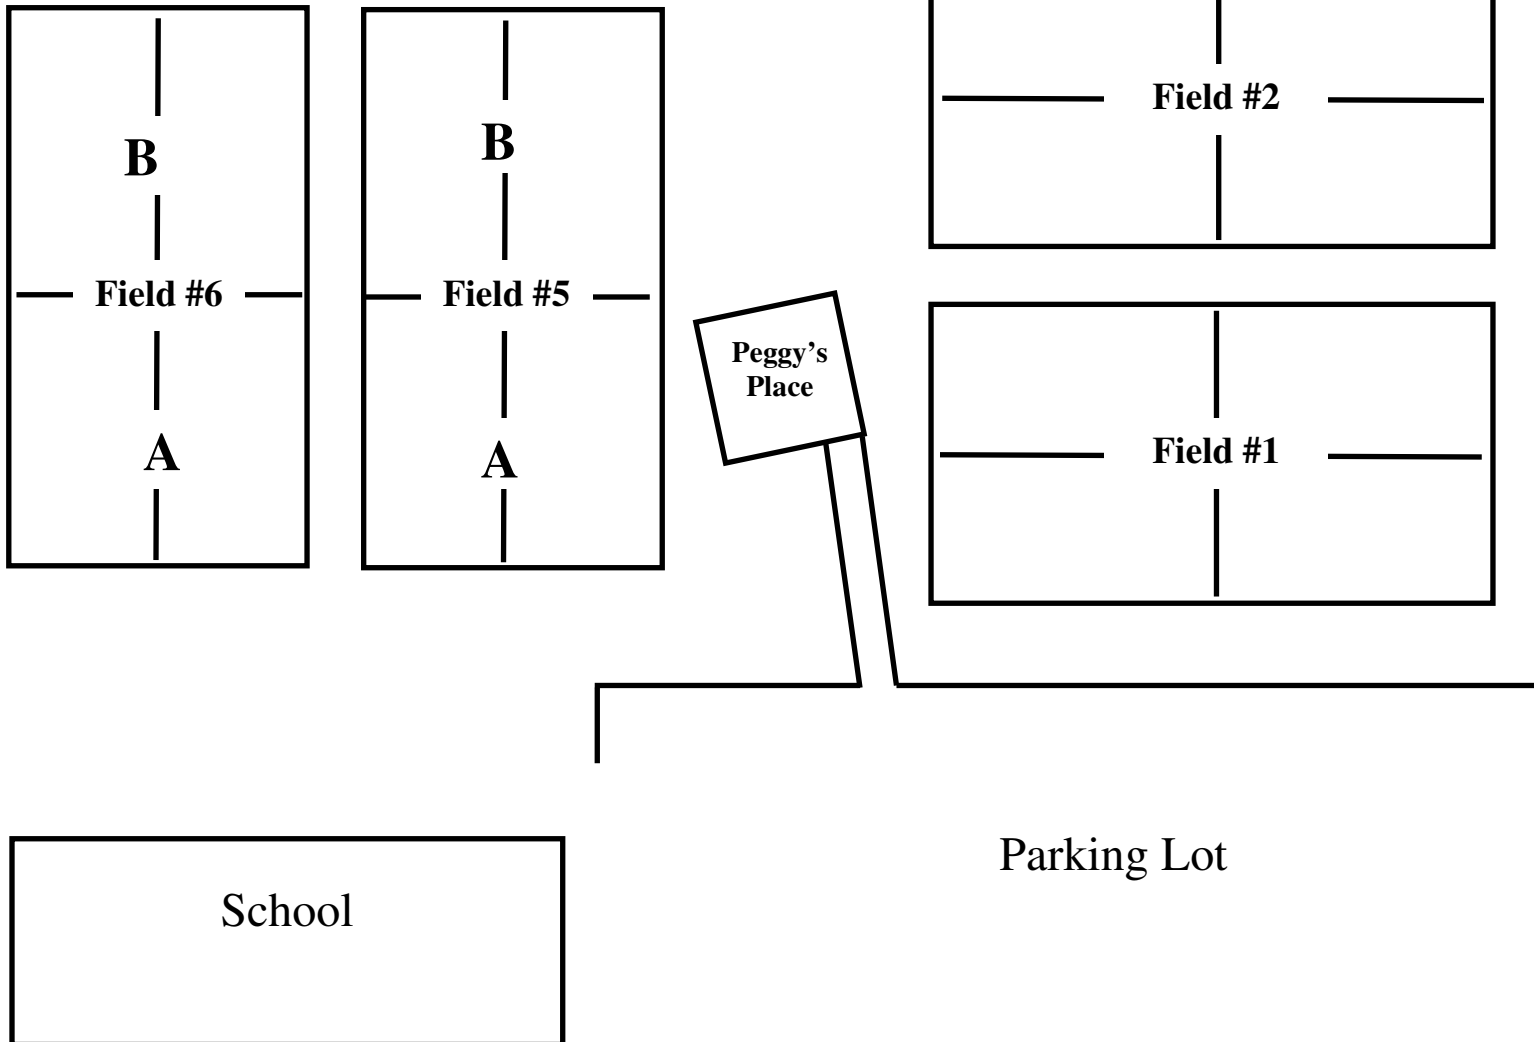 Field #2
B
B
Field #6
Field #5
Peggy’s
Place
A
A
Field #1
Parking Lot
School